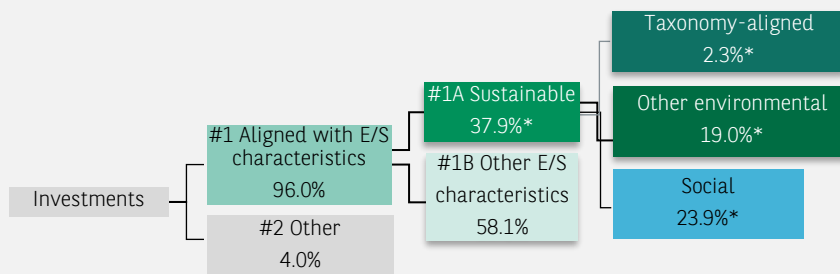 Taxonomy-aligned
2.3%*
#1A Sustainable
37.9%*
Other environmental
19.0%*
#1 Aligned with E/S
characteristics
96.0%
#1B Other E/S
characteristics
58.1%
Social
23.9%*
Investments
#2 Other
4.0%